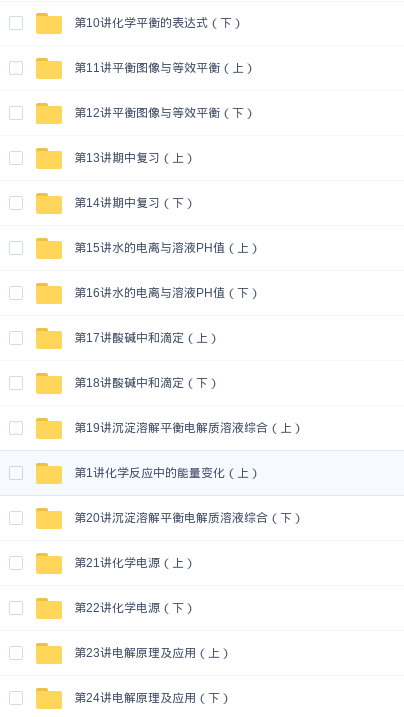 第10讲化学平衡的表达式（下）
第11讲平衡图像与等效平衡（上）
第12讲平衡图像与等效平衡（下）
第13讲期中复习（上）
第14讲期中复习（下）
第15讲水的电离与溶液PH值（上）
第16讲水的电离与溶液PH值（下）
第17讲酸碱中和滴定（上）
第18讲酸碱中和滴定（下）
第19讲沉淀溶解平衡电解质溶液综合（上）
第1讲化学反应中的能量变化（上）
第20讲沉淀溶解平衡电解质溶液综合（下）
第21讲化学电源（上）
第22讲化学电源（下）
第23讲电解原理及应用（上）
第24讲电解原理及应用（下）